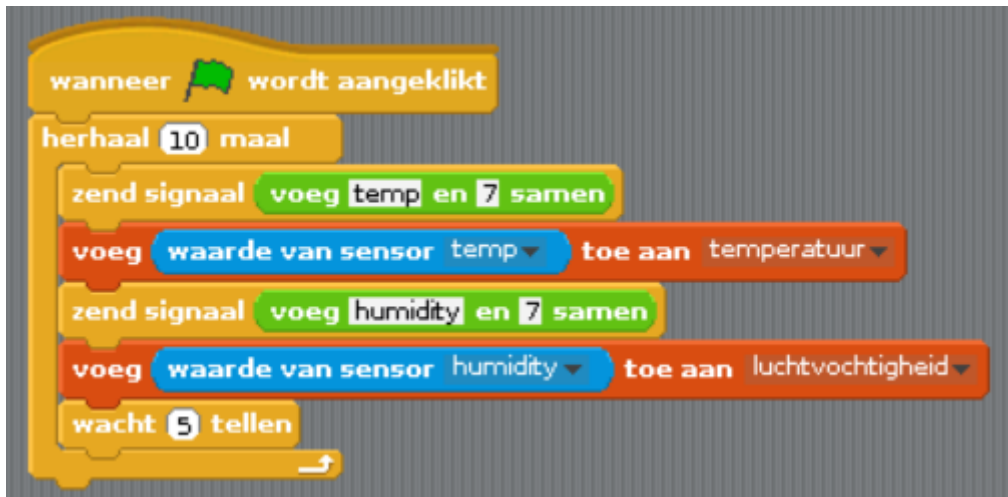 wanneer wordt aangeklikt
herhaal 10 maal
zend signaal voeg temp en 7 samen
voeg waarde van sensor temp toe aan temperatuur
zend signaal voeg humidity en 7 samen
voeg waarde van sensor humidity toe aan luchtvochtigheid
wacht 5 tellen